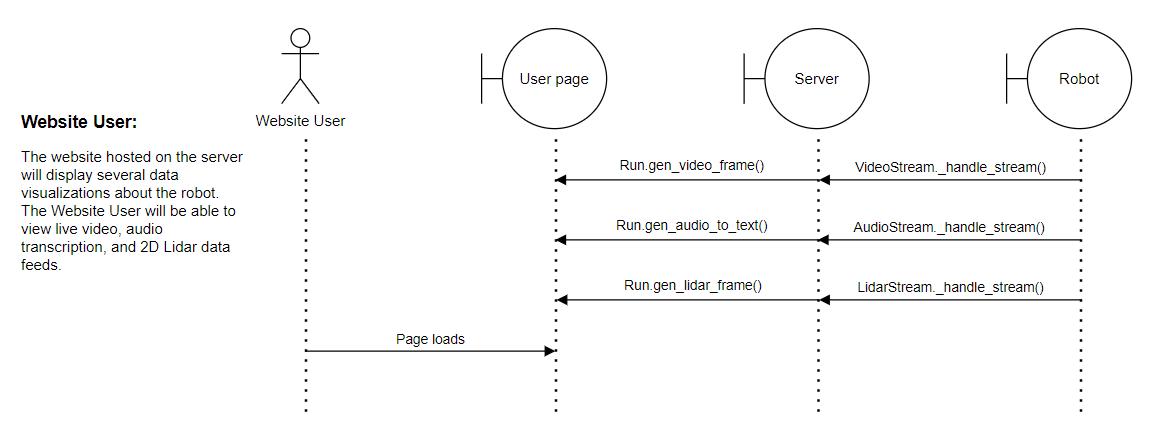 User page
Server
Robot
Website User
Website User:
The website hosted on the server
will display several data
visualizations about the robot.
The Website User will be able to
view live video, audio
transcription, and 2D Lidar data
feeds.
Run.gen_video_frame()
VideoStream._handle_stream()
Run.gen_audio_to_text()
AudioStream._handle_stream()
Run.gen_lidar_frame()
LidarStream._handle_stream()
Page loads